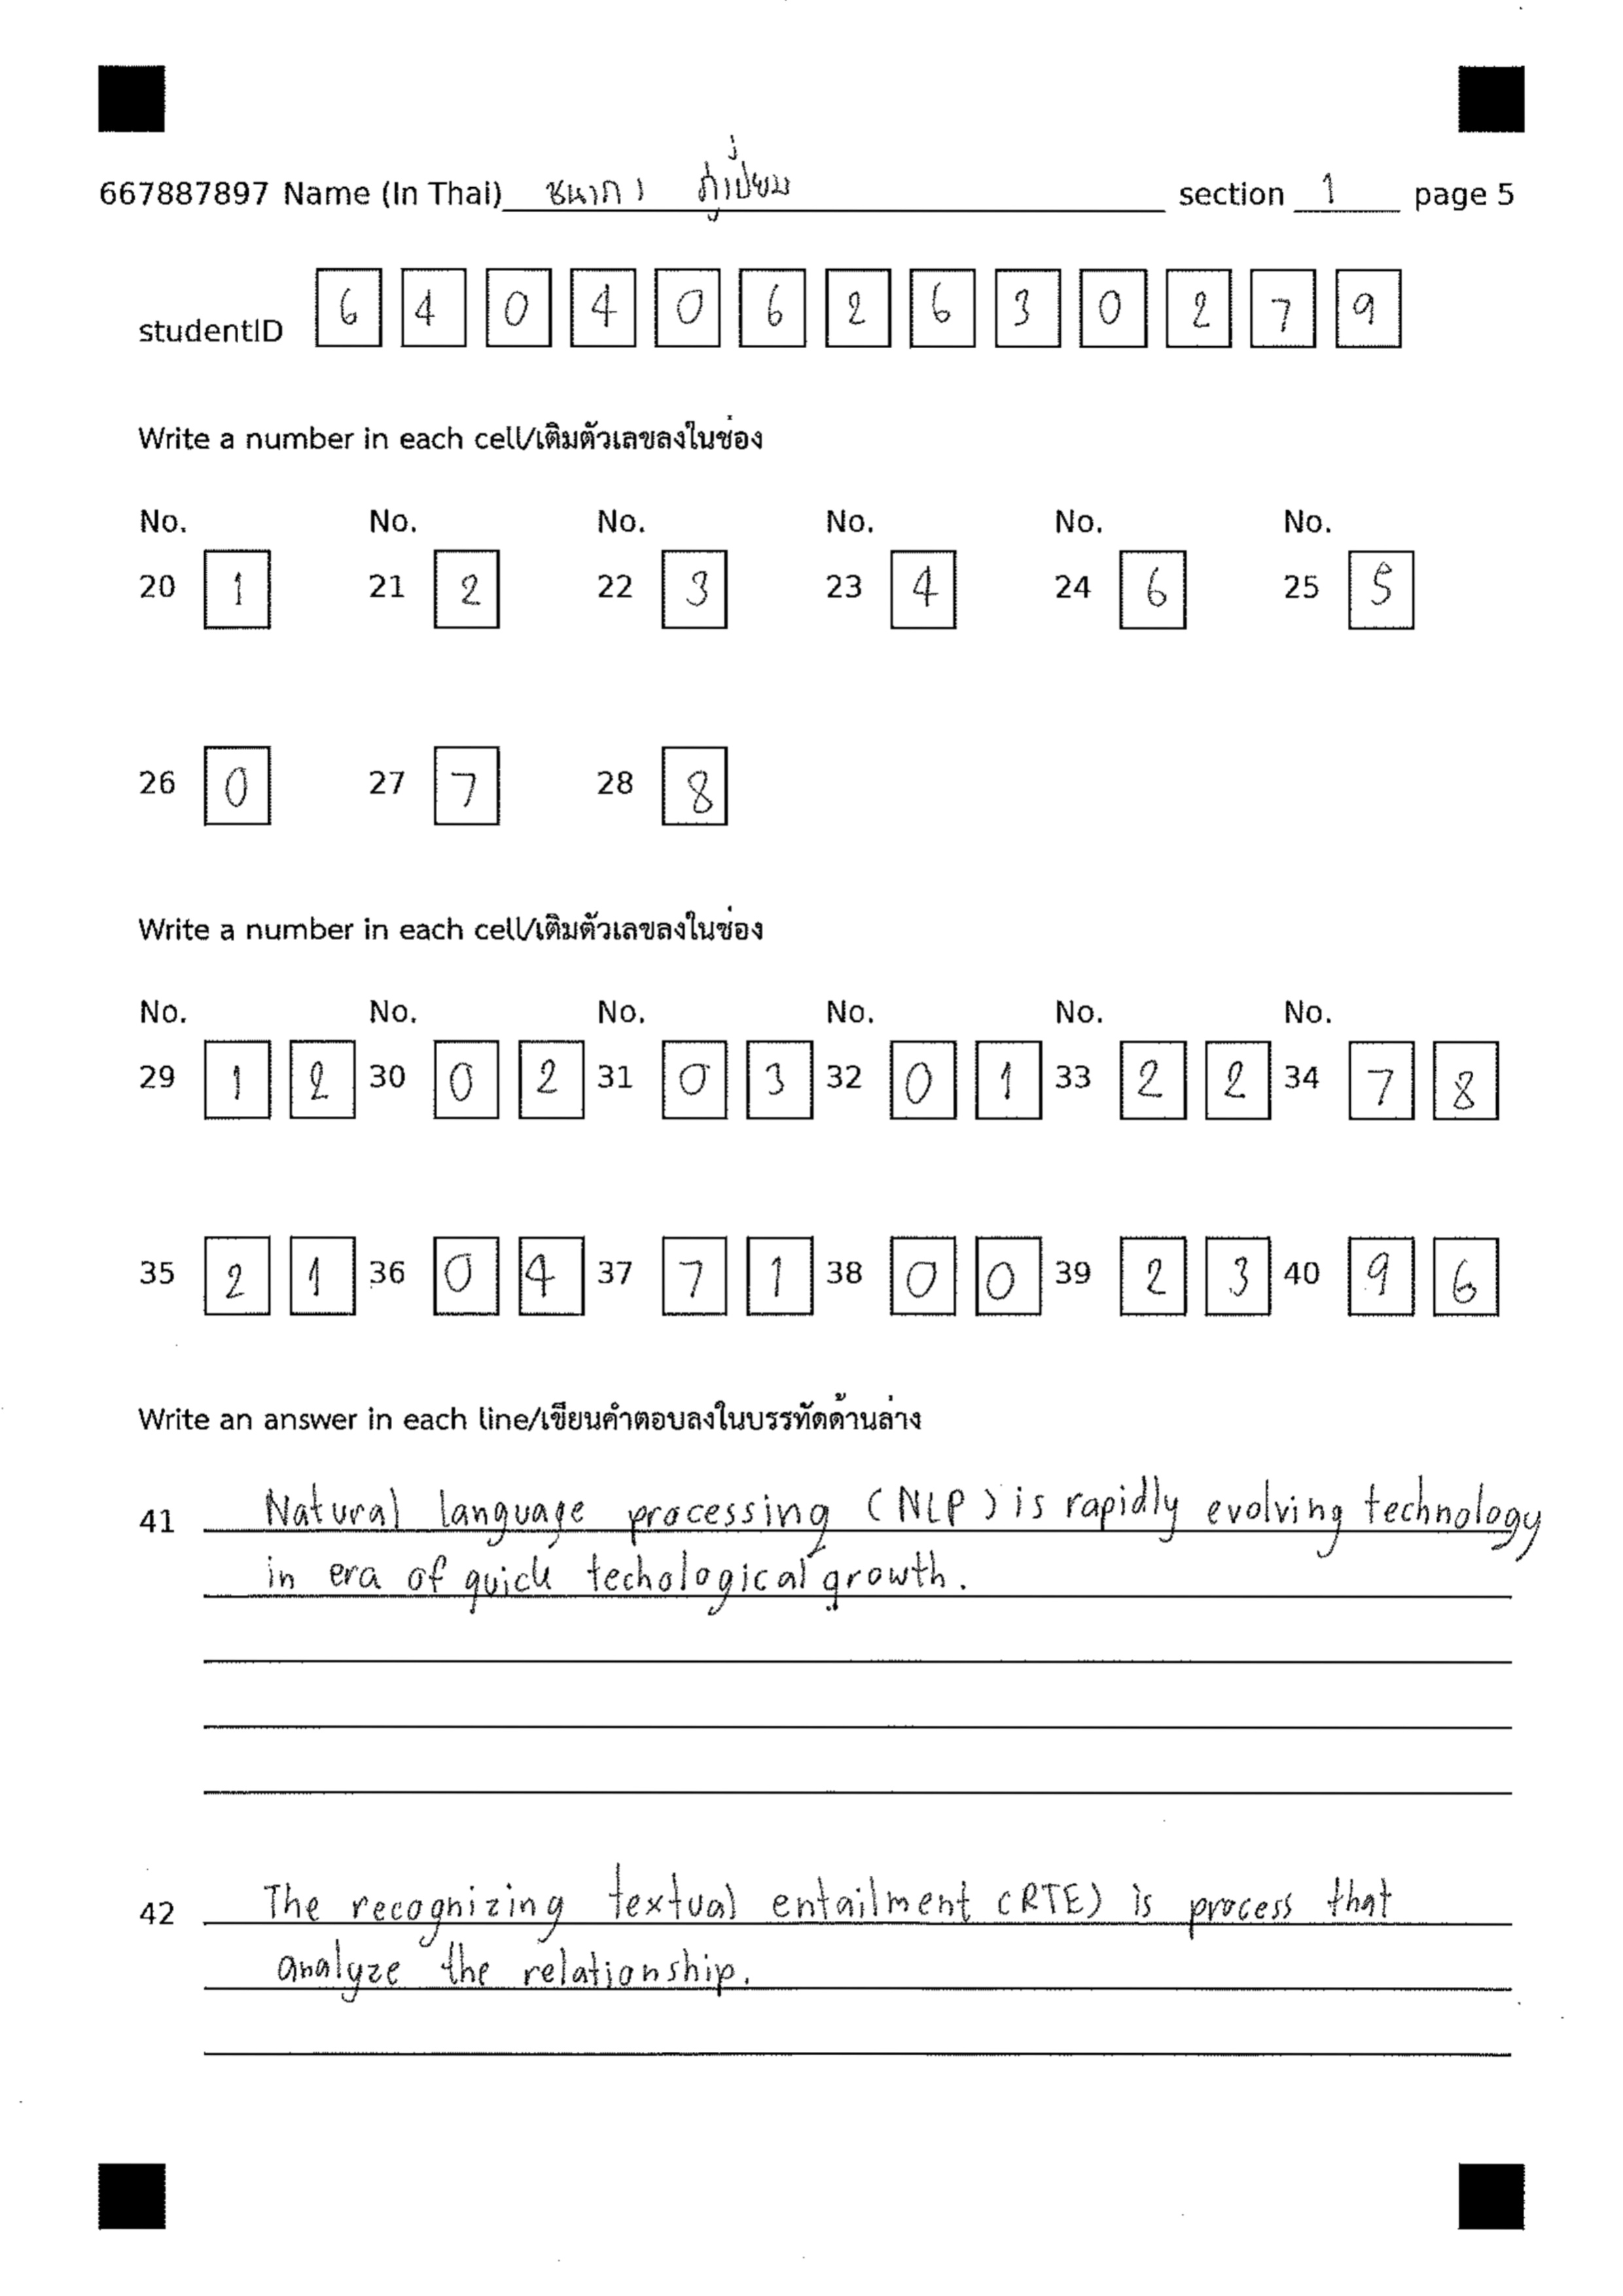 667887897 Name (In Thai) ชนาภา ภู่เปี่ยม section 1 page 5
studentID 6 4 0 4 0 6 2 6 3 0 2 7 9
Write a number in each cell/เติมตัวเลขลงในช่อง
No. No. No. No. No. No.
20 1 21 2 22 3 23 4 24 6 25 5
26 0 27 7 28 8
Write a number in each cell/เติมตัวเลขลงในช่อง
No. No. No. No. No. No.
29 1 2 30 0 2 31 0 3 32 0 1 33 2 2 34 7 8
35 2 1 36 0 4 37 7 1 38 0 0 39 2 3 40 9 6
Write an answer in each line/เขียนคำตอบลงในบรรทัดด้านล่าง
41 Natural language processing (NLP) is rapidly evolving technology
in era of quick techological growth.
42 The recognizing textual entailment (RTE) is process that
analyze the relationship.